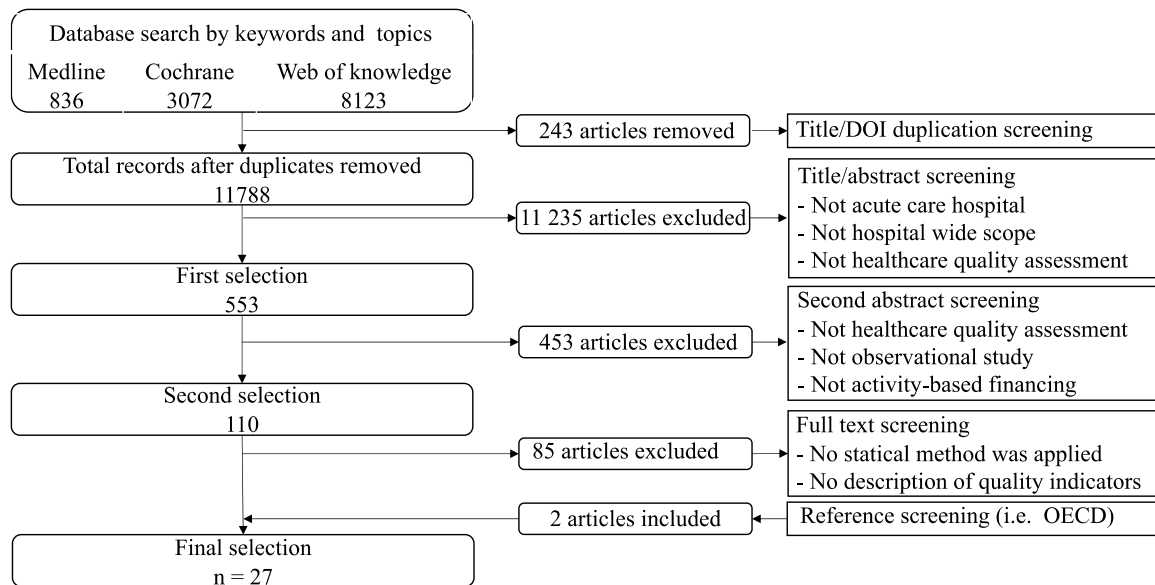 Database search by keywords and topics
Medline Cochrane Web of knowledge
836 3072 8123
243 articles removed
Title/DOI duplication screening
Total records after duplicates removed
11788
11 235 articles excluded
Title/abstract screening
- Not acute care hospital
- Not hospital wide scope
- Not healthcare quality assessment
First selection
553
453 articles excluded
Second abstract screening
- Not healthcare quality assessment
- Not observational study
- Not activity-based financing
Second selection
110
85 articles excluded
Full text screening
- No statical method was applied
- No description of quality indicators
2 articles included
Reference screening (i.e. OECD)
Final selection
n = 27